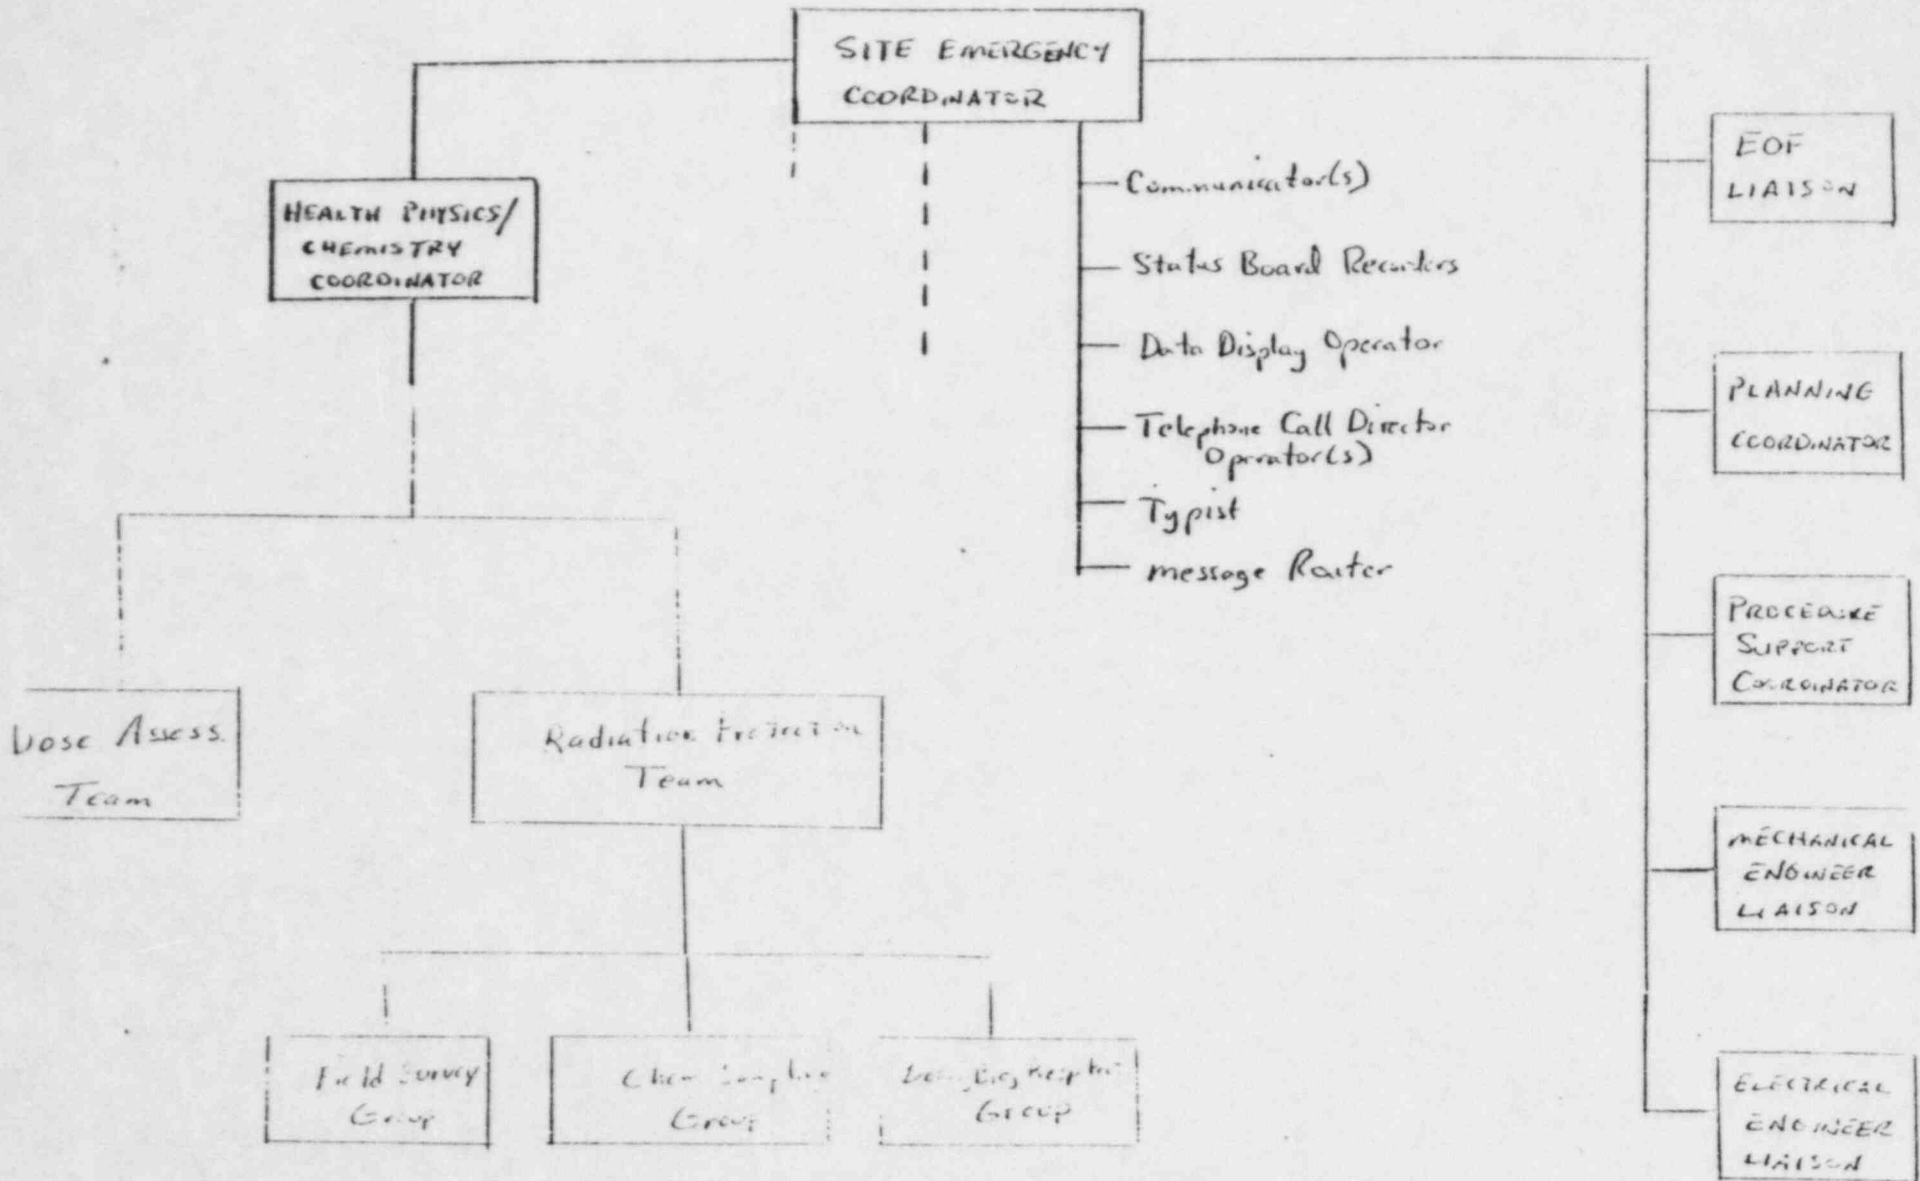 SITE EMERGENCY
COORDINATOR
HEALTH PHYSICS/
CHEMISTRY
COORDINATOR
Communicator(s)
Status Board Recorders
Data Display Operator
Telephone Call Director
Operator(s)
Typist
message Router
EOF
LIAISON
PLANNING
COORDINATOR
PROCEDURE
SUPPORT
COORDINATOR
MECHANICAL
ENGINEER
LIAISON
ELECTRICAL
ENGINEER
LIAISON
Dose Assess.
Team
Radiation Protection
Team
Field Survey
Group
Chem Sampling
Group
Group